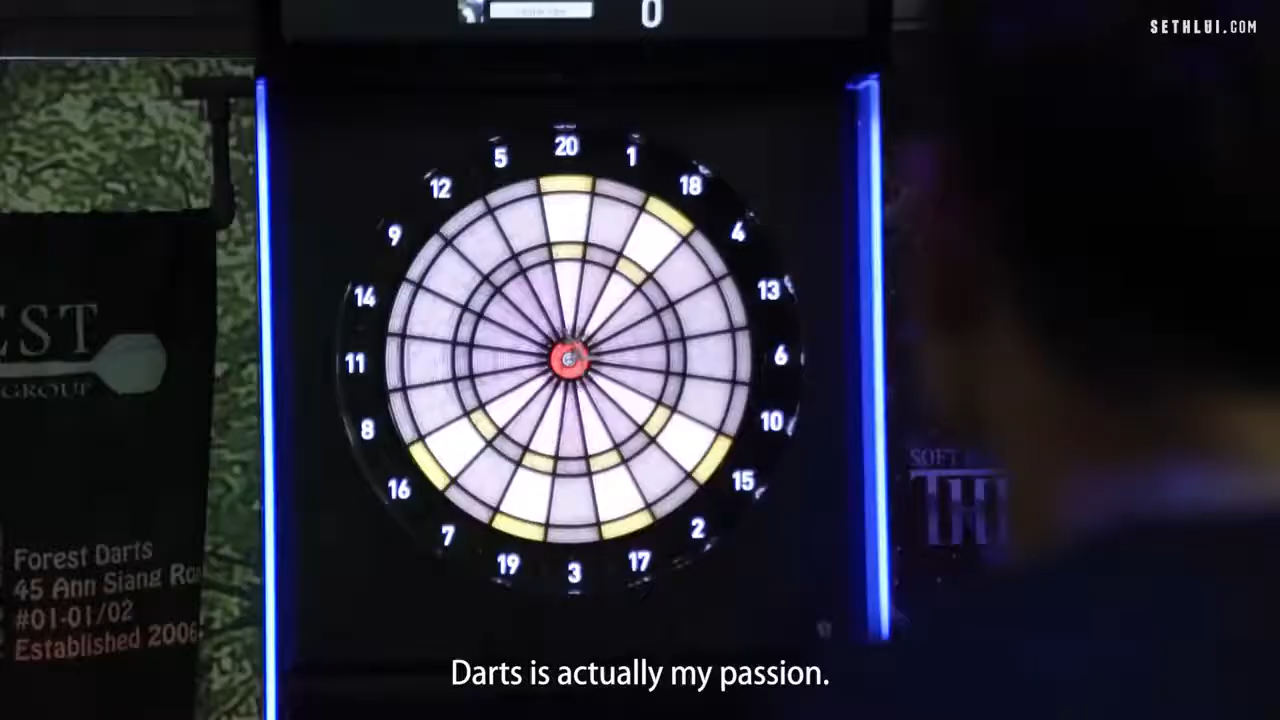 0
SETHLUI.COM
5 20 1
12 18
9 4
14 13
11 6
8 10
16 15
7 2
19 3 17
EST
GROUP
SOFT
Forest Darts
45 Ann Siang
#01-01/02
Established 2006
Darts is actually my passion.